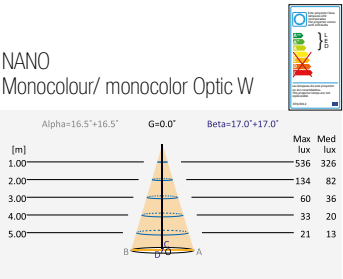 L
E
D
NANO
Monocolour/ monocolor Optic W
Alpha=16.5°+16.5° G=0.0° Beta=17.0°+17.0°
Max Med
[m] lux lux
1.00 536 326
2.00 134 82
3.00 60 36
4.00 33 20
5.00 21 13
C
B D O A